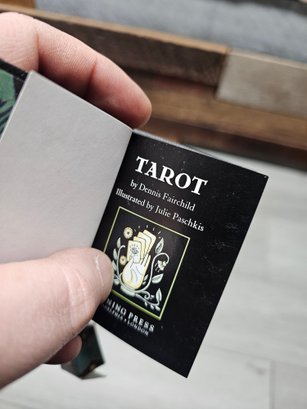 TAROT
by Dennis Fairchild
Illustrated by Julie Paschkis
PRESS
LONDON